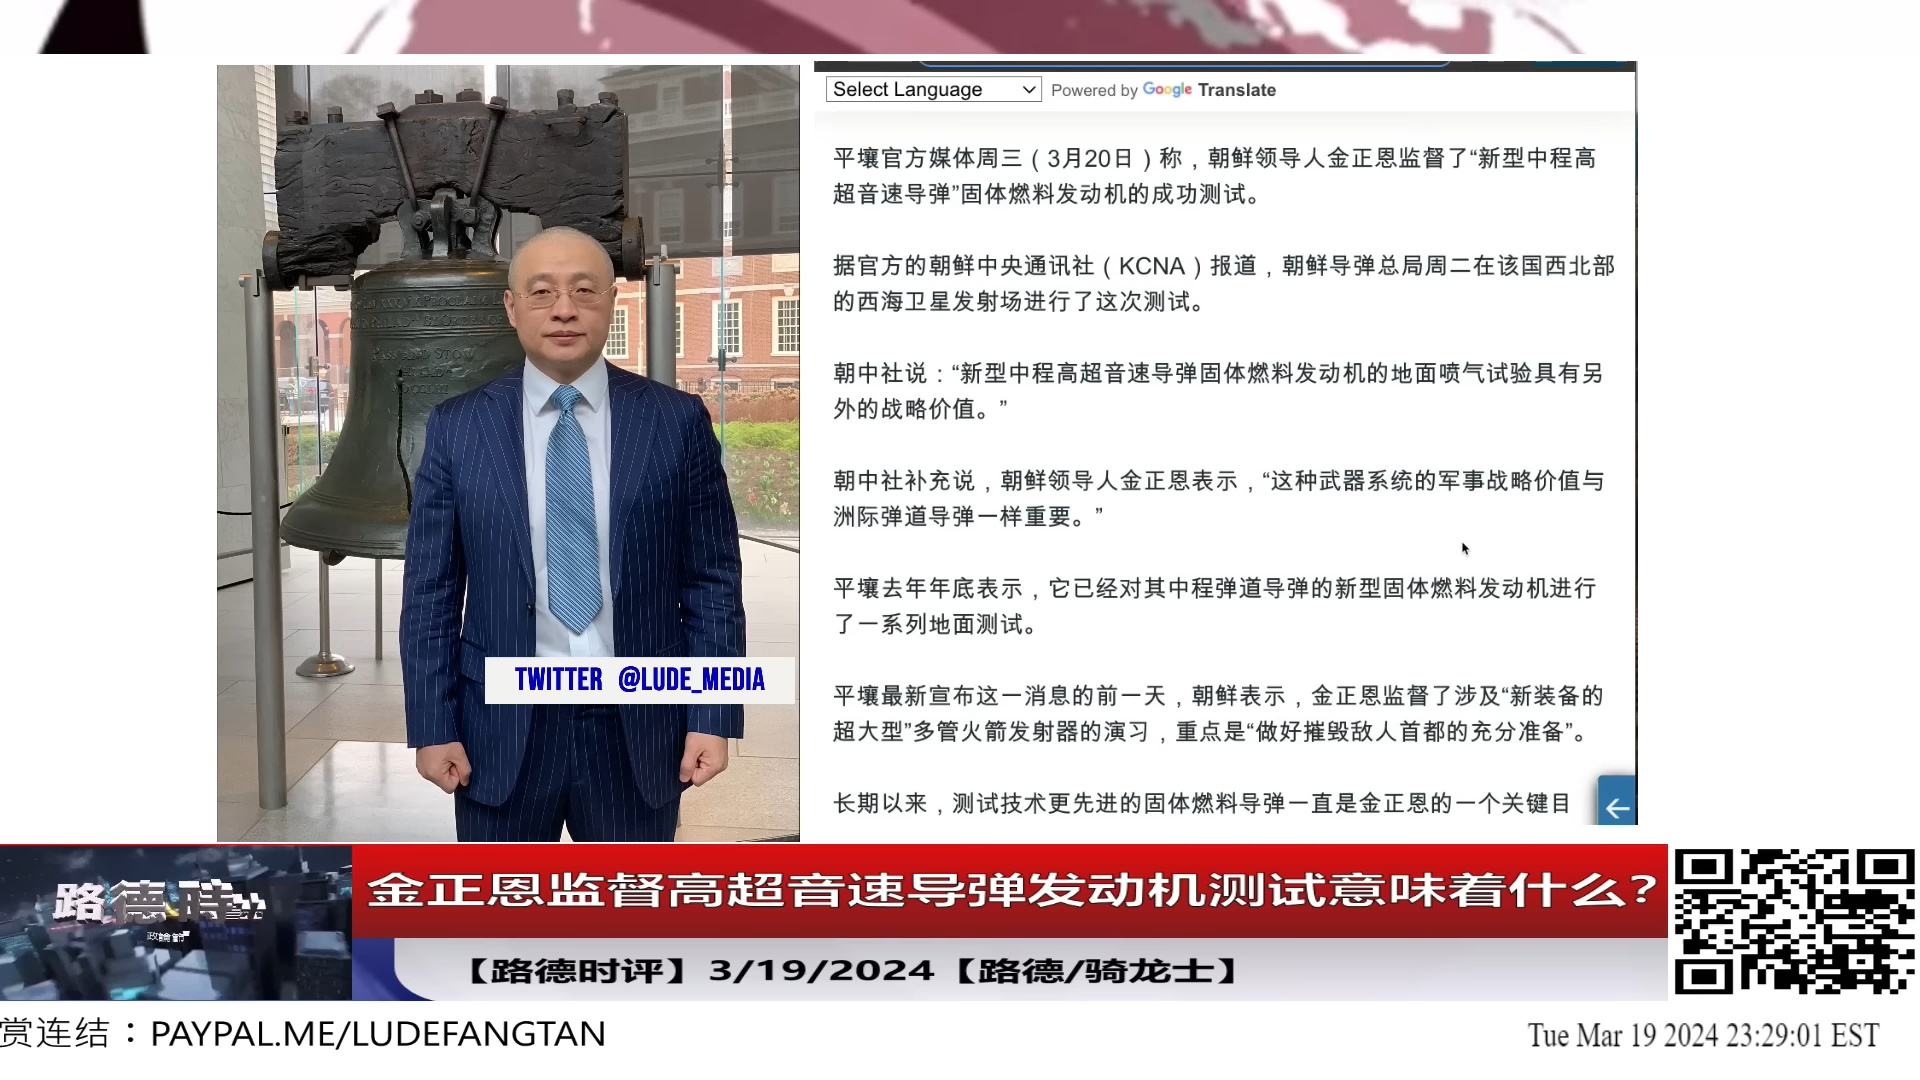 Select Language
Powered by Google Translate
平壤官方媒体周三（3月20日）称，朝鲜领导人金正恩监督了“新型中程高
超音速导弹”固体燃料发动机的成功测试。
据官方的朝鲜中央通讯社（KCNA）报道，朝鲜导弹总局周二在该国西北部
的西海卫星发射场进行了这次测试。
朝中社说：“新型中程高超音速导弹固体燃料发动机的地面喷气试验具有另
外的战略价值。”
朝中社补充说，朝鲜领导人金正恩表示，“这种武器系统的军事战略价值与
洲际弹道导弹一样重要。”
平壤去年年底表示，它已经对其中程弹道导弹的新型固体燃料发动机进行
了一系列地面测试。
平壤最新宣布这一消息的前一天，朝鲜表示，金正恩监督了涉及“新装备的
超大型”多管火箭发射器的演习，重点是“做好摧毁敌人首都的充分准备”。
长期以来，测试技术更先进的固体燃料导弹一直是金正恩的一个关键目
PASS AND STOW
TWITTER @LUDE_MEDIA
路德時
金正恩监督高超音速导弹发动机测试意味着什么?
【路德时评】3/19/2024【路德/骑龙士】
赏连结：PAYPAL.ME/LUDEFANGTAN
Tue Mar 19 2024 23:29:01 EST